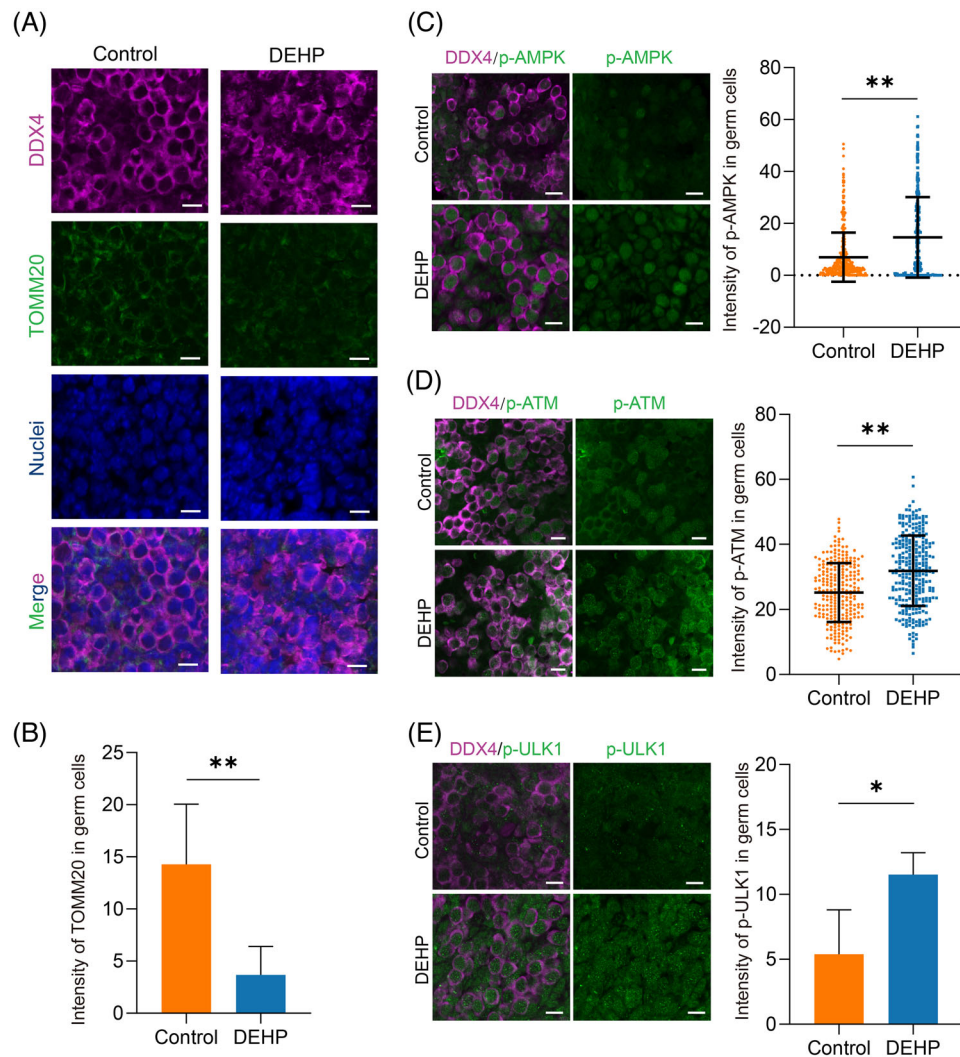 (A)
Control DEHP
DDX4
TOMM20
Nuclei
Merge
(B)
Intensity of TOMM20 in germ cells
25
20
15
10
5
0
**
Control DEHP
(C)
DDX4/p-AMPK p-AMPK
Control
DEHP
Intensity of p-AMPK in germ cells
80
60
40
20
0
-20
**
Control DEHP
(D)
DDX4/p-ATM p-ATM
Control
DEHP
Intensity of p-ATM in germ cells
80
60
40
20
0
**
Control DEHP
(E)
DDX4/p-ULK1 p-ULK1
Control
DEHP
Intensity of p-ULK1 in germ cells
20
15
10
5
0
*
Control DEHP